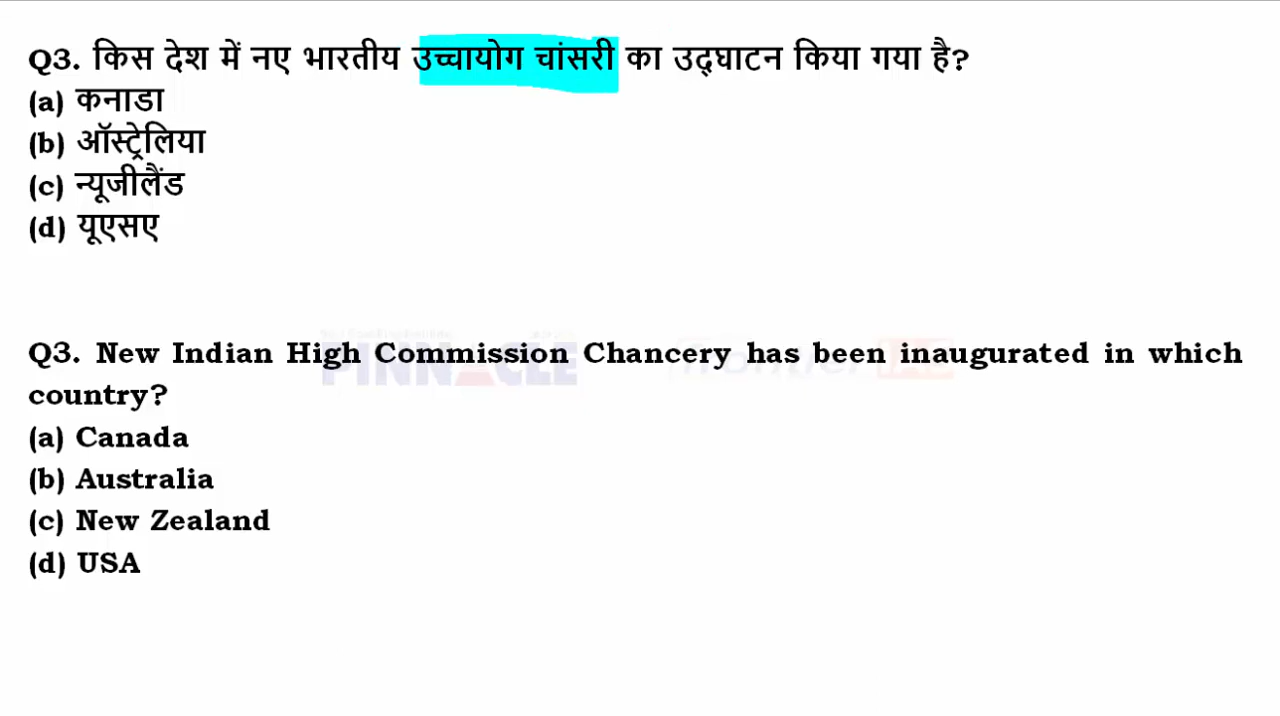 Q3. किस देश में नए भारतीय उच्चायोग चांसरी का उद्घाटन किया गया है?
(a) कनाडा
(b) ऑस्ट्रेलिया
(c) न्यूजीलैंड
(d) यूएसए
Q3. New Indian High Commission Chancery has been inaugurated in which
country?
PINNACLE
(a) Canada
(b) Australia
(c) New Zealand
(d) USA